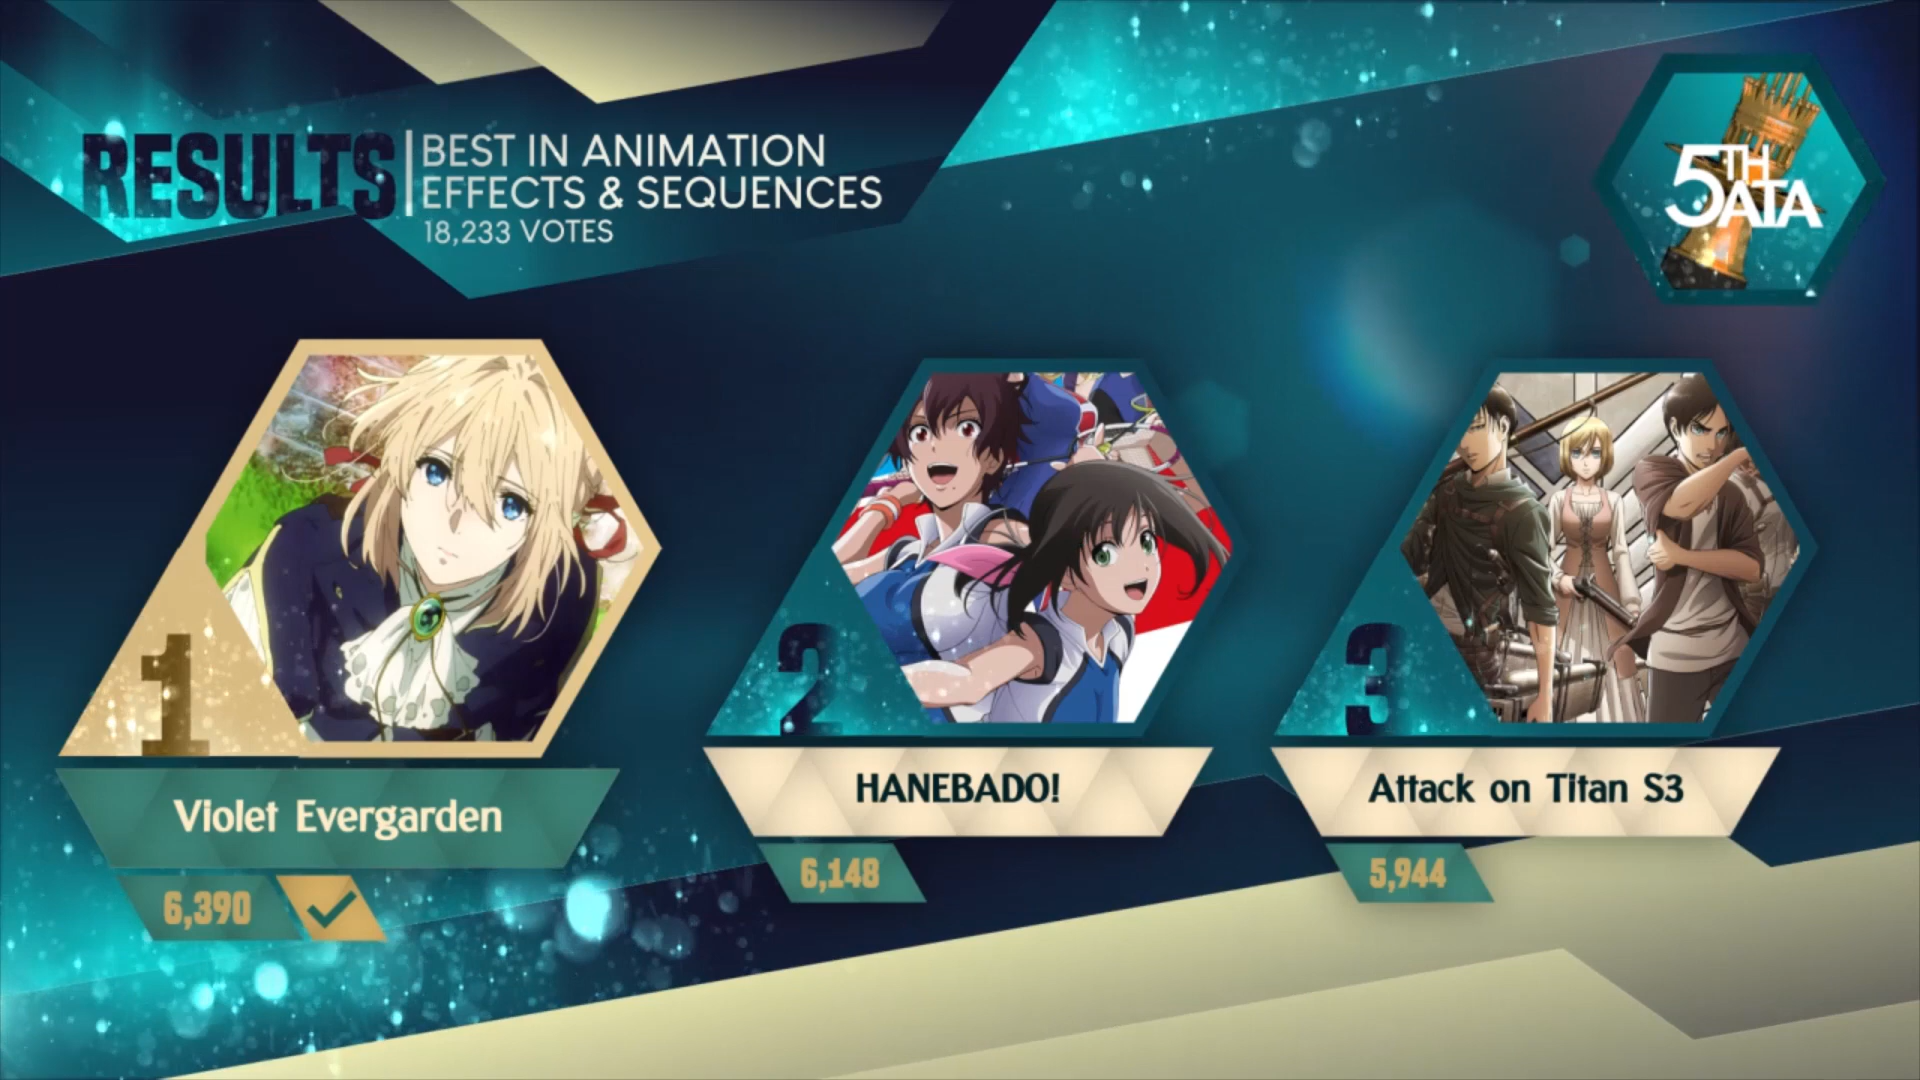 RESULTS
BEST IN ANIMATION
EFFECTS & SEQUENCES
18,233 VOTES
5TH
ATA
1
2
3
Violet Evergarden
HANEBADO!
Attack on Titan S3
6,390
6,148
5,944